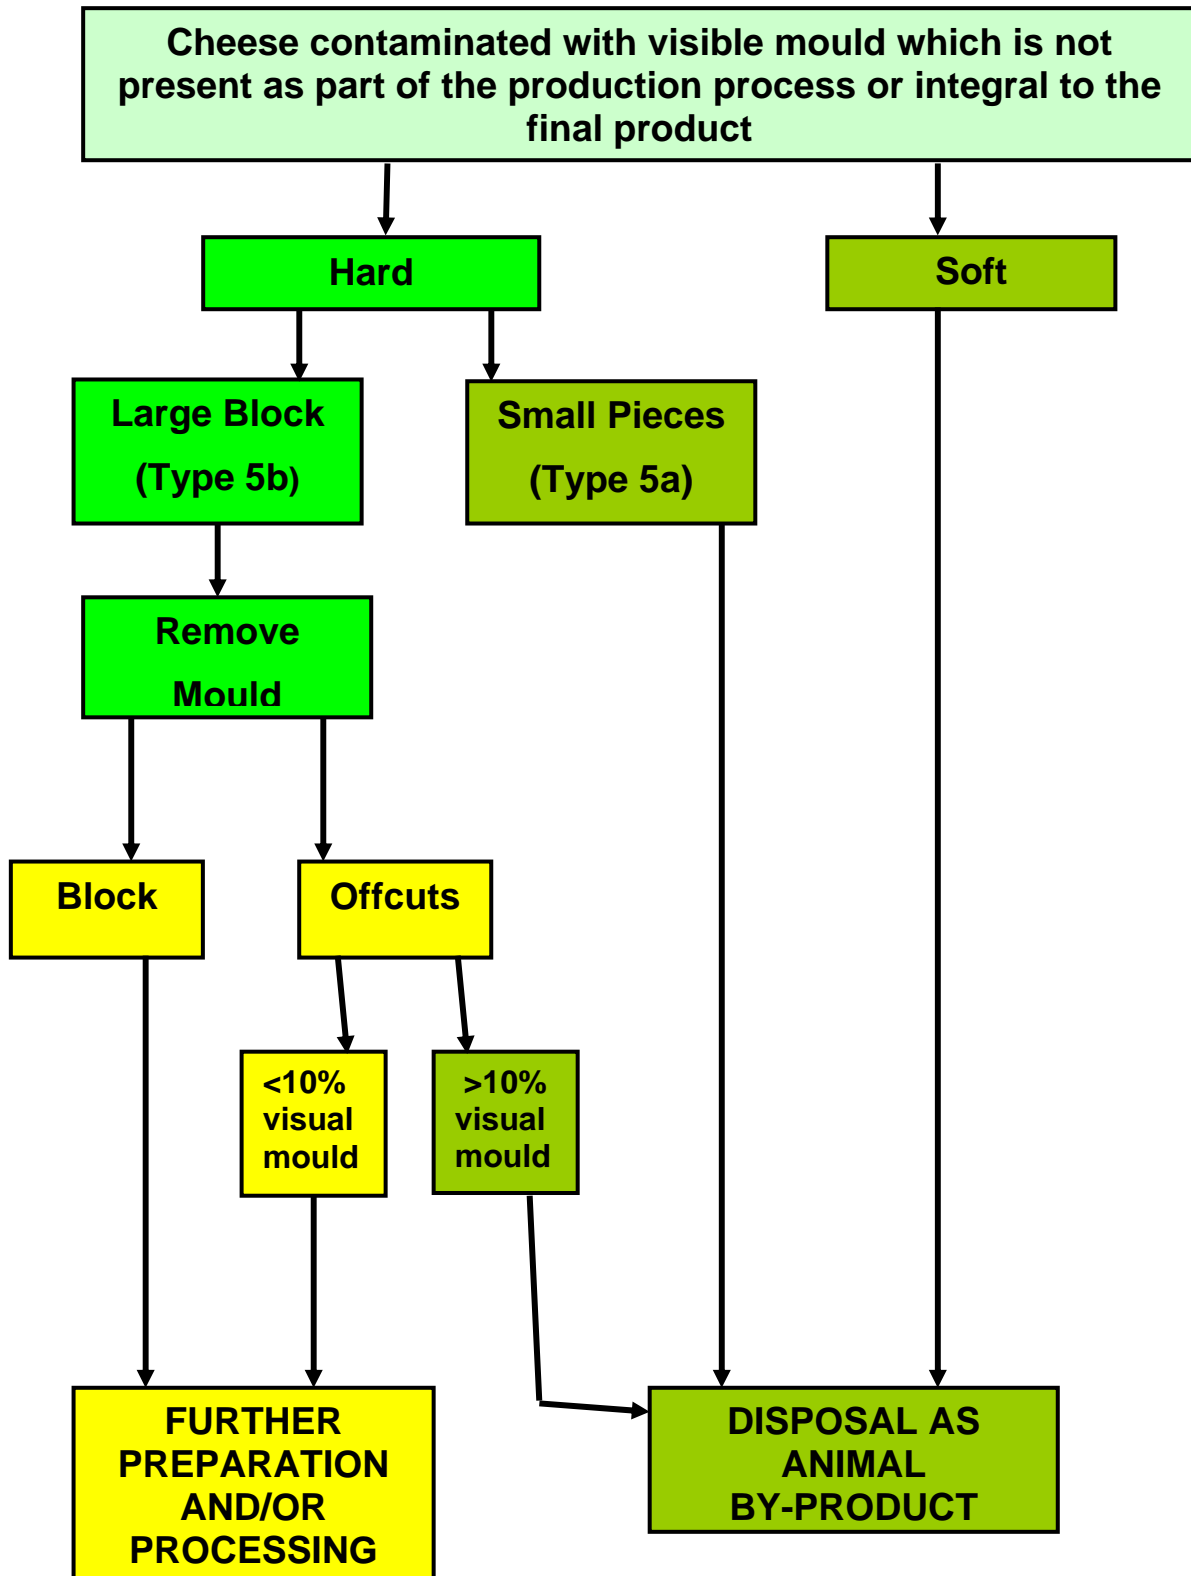 Cheese contaminated with visible mould which is not
present as part of the production process or integral to the
final product
Hard
Soft
Large Block
(Type 5b)
Small Pieces
(Type 5a)
Remove
Mould
Block
Offcuts
<10%
visual
mould
>10%
visual
mould
FURTHER
PREPARATION
AND/OR
PROCESSING
DISPOSAL AS
ANIMAL
BY-PRODUCT